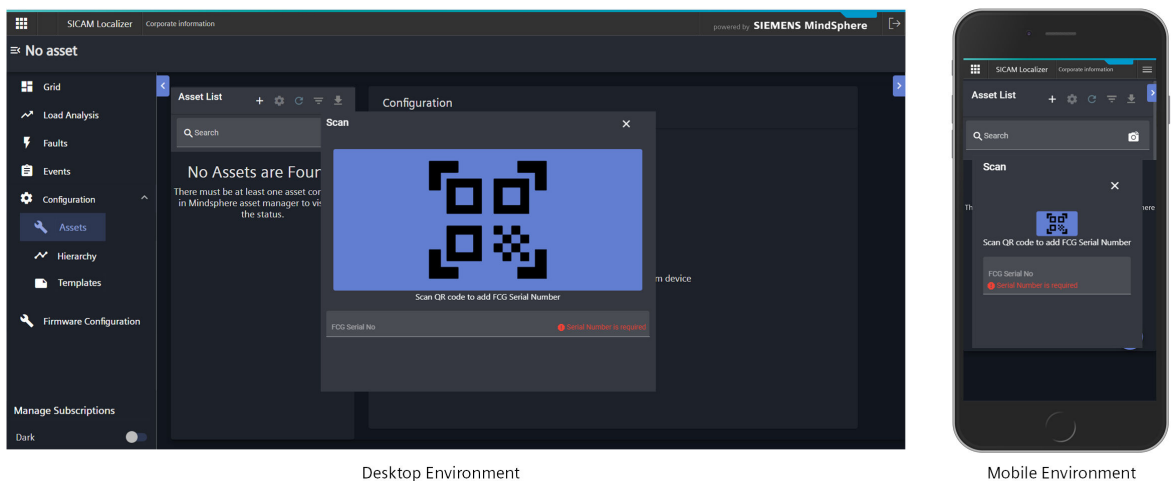 SICAM Localizer Corporate information powered by SIEMENS MindSphere
No asset
Grid
Load Analysis
Faults
Events
Configuration
Assets
Hierarchy
Templates
Firmware Configuration
Manage Subscriptions
Dark
Asset List
Search
No Assets are Four
There must be at least one asset cor
in Mindsphere asset manager to vis
the status.
Configuration
m device
Scan
Scan QR code to add FCG Serial Number
FCG Serial No Serial Number is required
Desktop Environment
SICAM Localizer Corporate information
Asset List
Search
Th
ere
Scan
Scan QR code to add FCG Serial Number
FCG Serial No
Serial Number is required
Mobile Environment